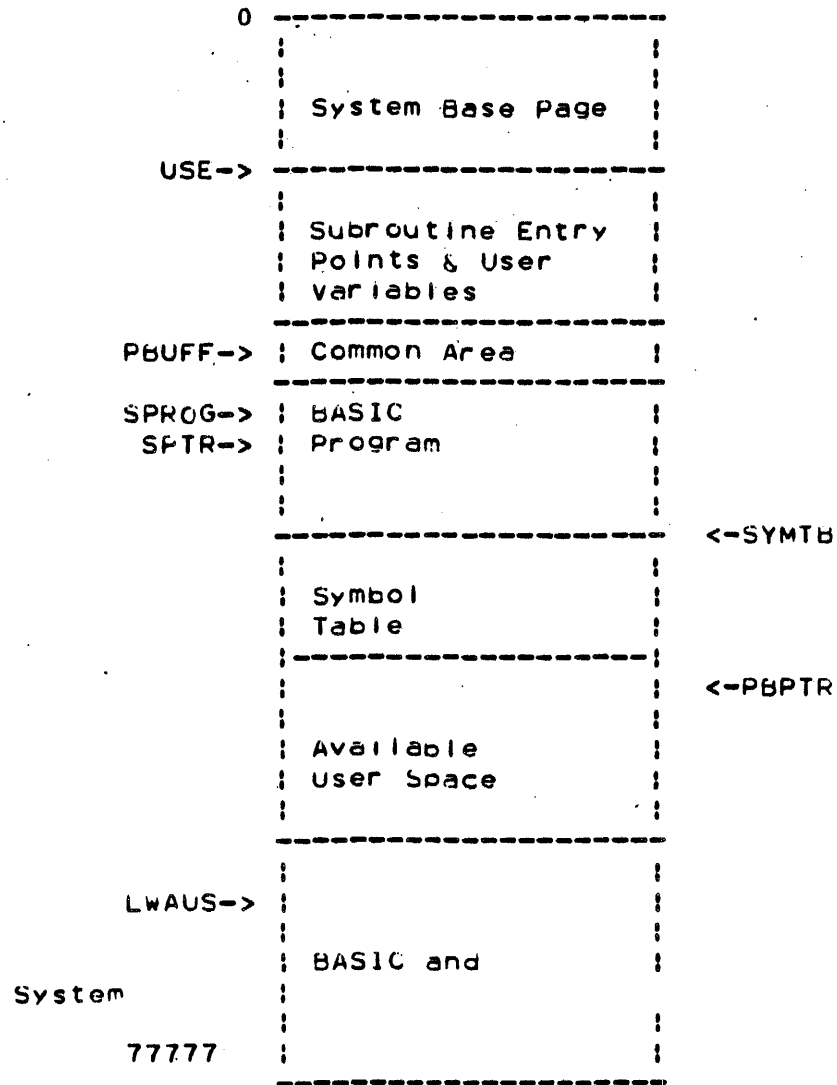 0
System Base Page
USE->
Subroutine Entry
Points & User
Variables
PBUFF-> Common Area
SPROG-> BASIC
SPTR-> Program
<-SYMTB
Symbol
Table
<-PBPTR
Available
User Space
LWAUS->
BASIC and
System
77777